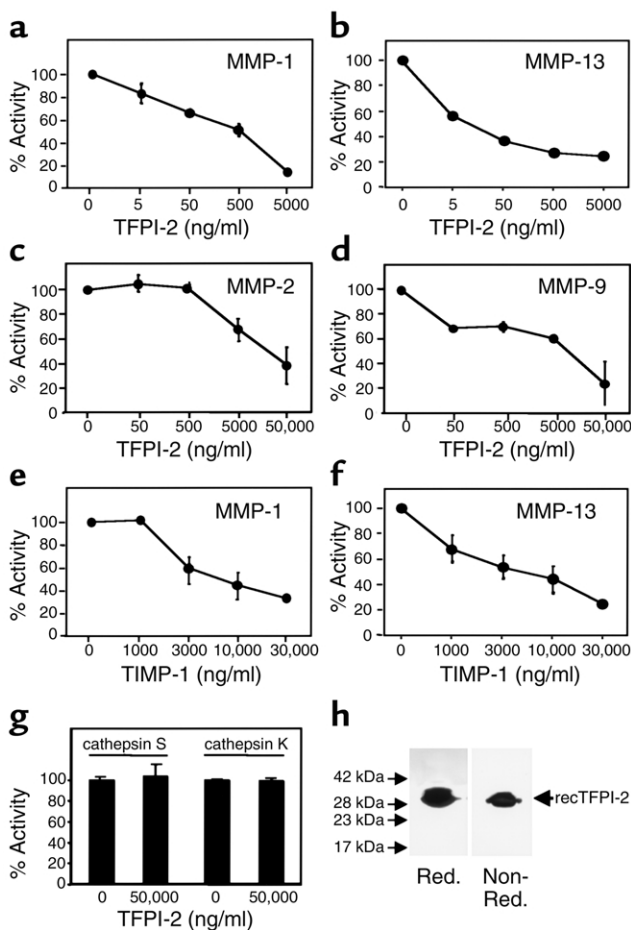 a
MMP-1
% Activity
100
80
60
40
20
0
0 5 50 500 5000
TFPI-2 (ng/ml)
b
MMP-13
% Activity
100
80
60
40
20
0
0 5 50 500 5000
TFPI-2 (ng/ml)
c
MMP-2
% Activity
100
80
60
40
20
0
0 50 500 5000 50,000
TFPI-2 (ng/ml)
d
MMP-9
% Activity
100
80
60
40
20
0
0 50 500 5000 50,000
TFPI-2 (ng/ml)
e
MMP-1
% Activity
100
80
60
40
20
0
0 1000 3000 10,000 30,000
TIMP-1 (ng/ml)
f
MMP-13
% Activity
100
80
60
40
20
0
0 1000 3000 10,000 30,000
TIMP-1 (ng/ml)
g
cathepsin S cathepsin K
% Activity
100
80
60
40
20
0
0 50,000 0 50,000
TFPI-2 (ng/ml)
h
42 kDa
28 kDa
23 kDa
17 kDa
recTFPI-2
Red. Non-
Red.